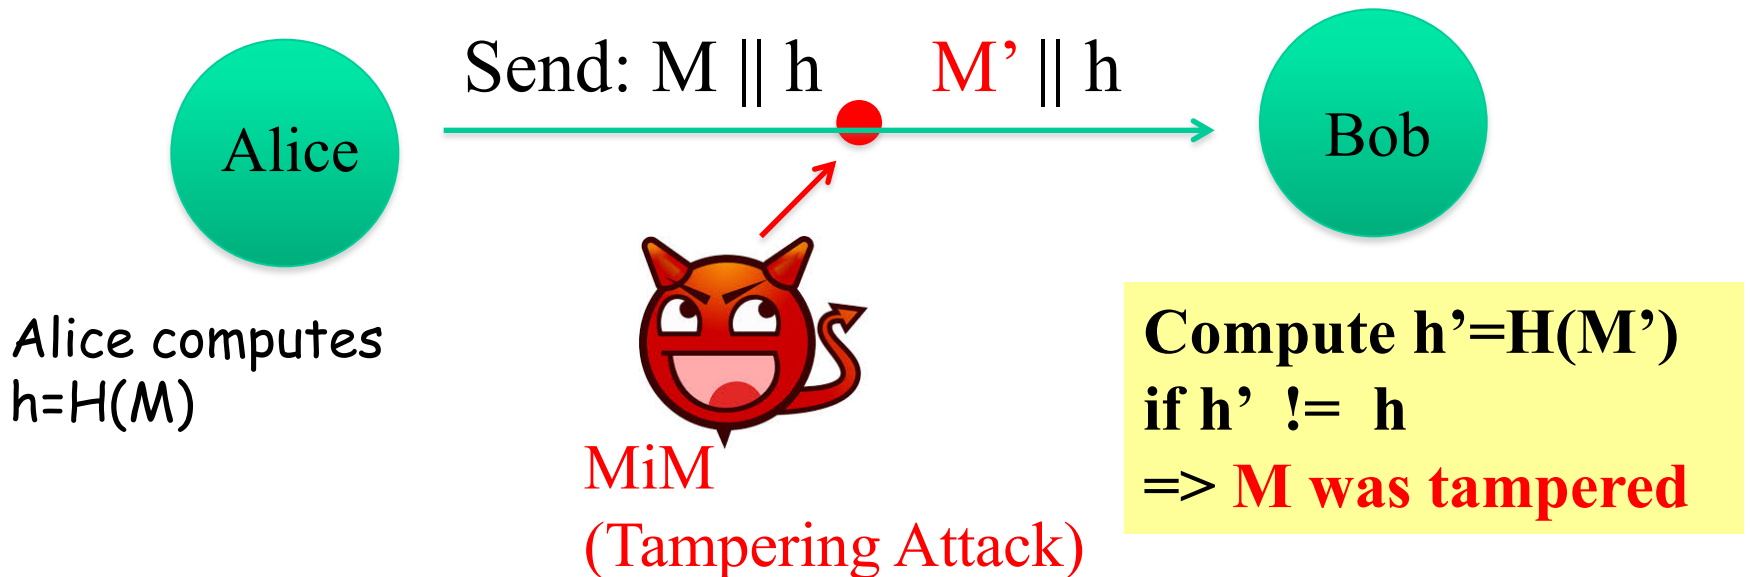 Send: M || h
M’ || h
Alice
Bob
Alice computes
h=H(M)
MiM
(Tampering Attack)
Compute h’=H(M’)
if h’ != h
=> M was tampered